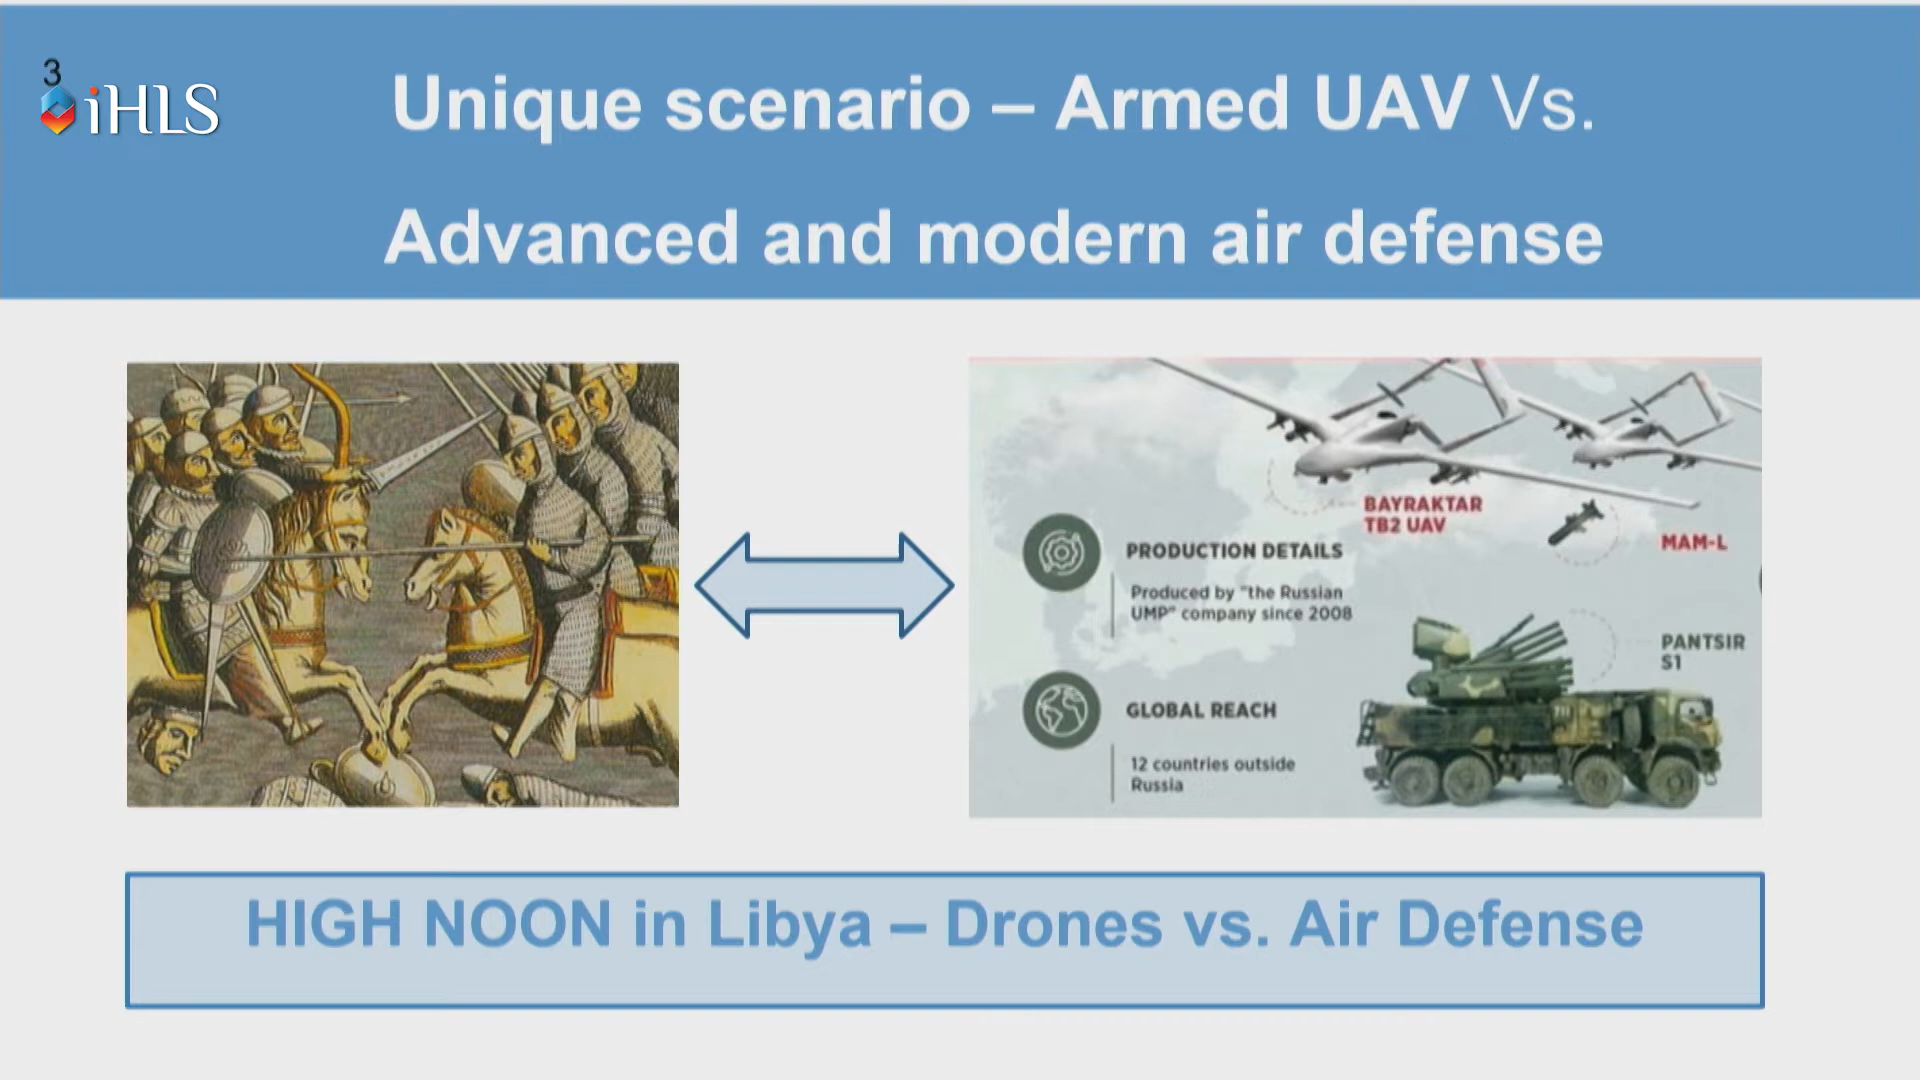 3
iHLS
Unique scenario – Armed UAV Vs.
Advanced and modern air defense
BAYRAKTAR
TB2 UAV
MAM-L
PRODUCTION DETAILS
Produced by "the Russian
UMP" company since 2008
PANTSIR
S1
GLOBAL REACH
12 countries outside
Russia
HIGH NOON in Libya – Drones vs. Air Defense